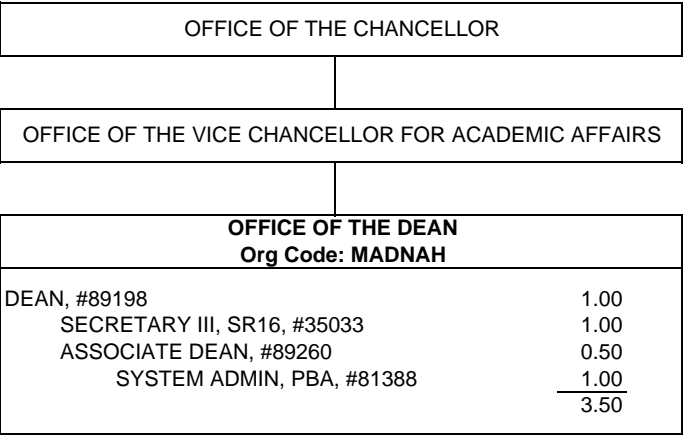 OFFICE OF THE CHANCELLOR
OFFICE OF THE VICE CHANCELLOR FOR ACADEMIC AFFAIRS
OFFICE OF THE DEAN
Org Code: MADNAH
DEAN, #89198 1.00
SECRETARY III, SR16, #35033 1.00
ASSOCIATE DEAN, #89260 0.50
SYSTEM ADMIN, PBA, #81388 1.00
3.50